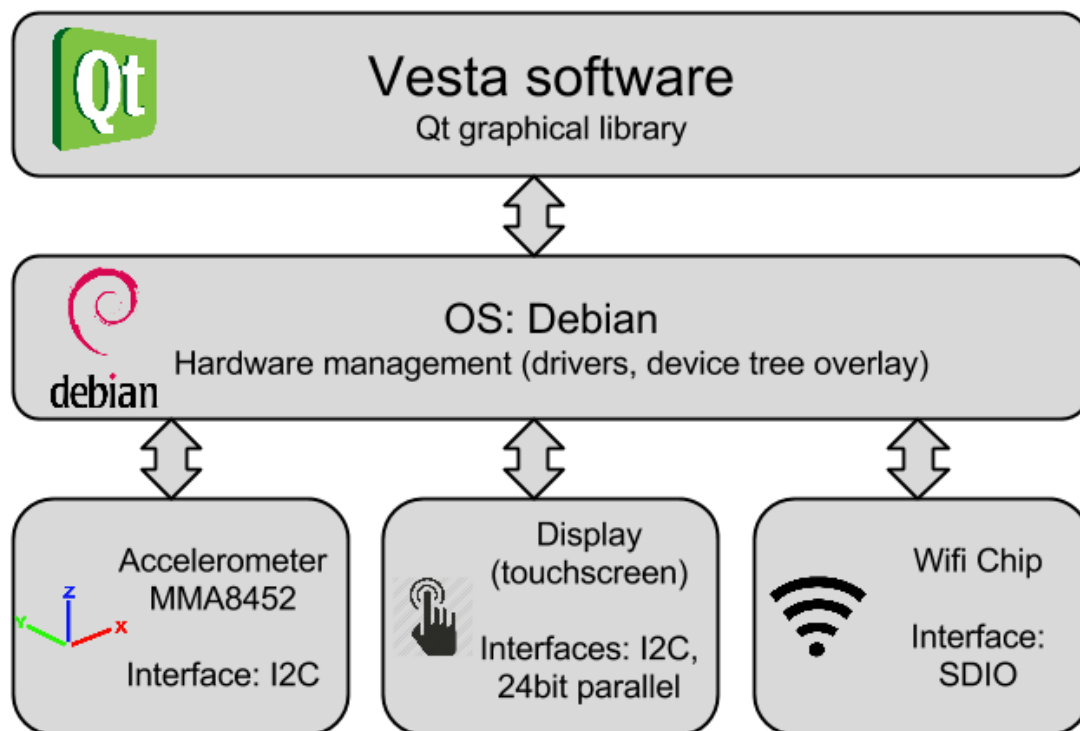 Qt
Vesta software
Qt graphical library
debian
OS: Debian
Hardware management (drivers, device tree overlay)
Z
Y
X
Accelerometer
MMA8452
Interface: I2C
Display
(touchscreen)
Interfaces: I2C,
24bit parallel
Wifi Chip
Interface:
SDIO